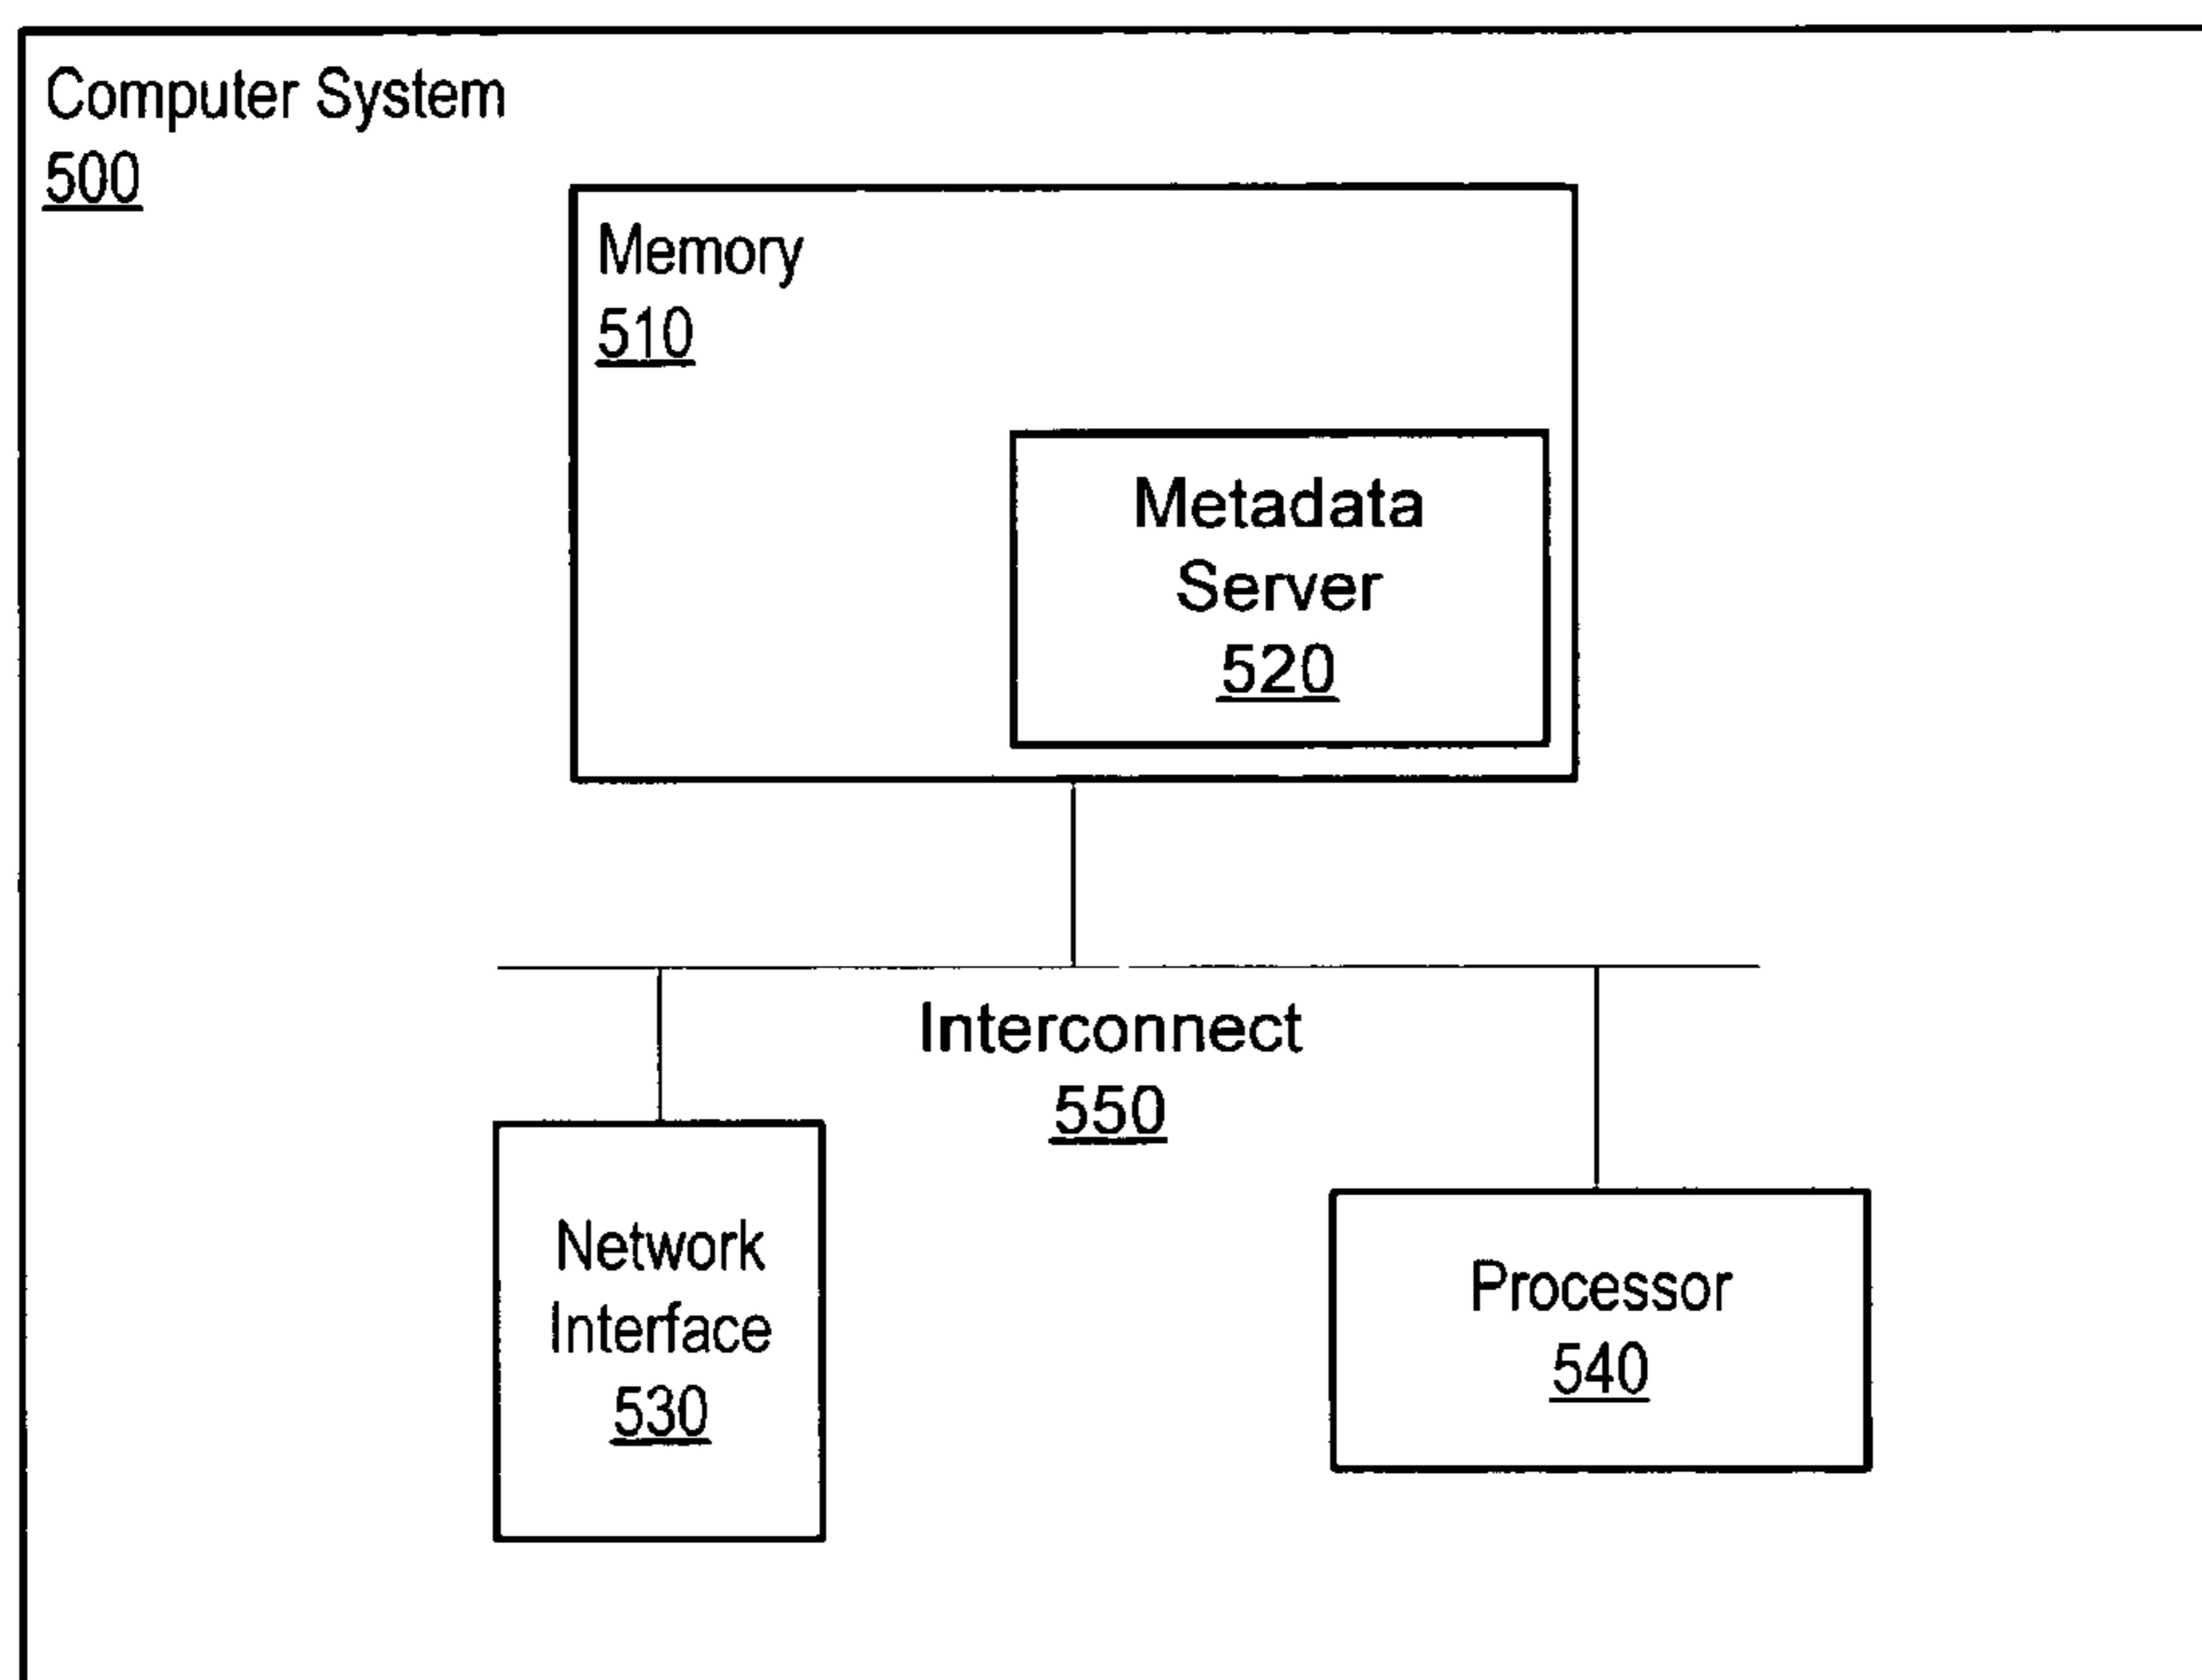 Computer System
500
Memory
510
Metadata
Server
520
Interconnect
550
Network
Interface
530
Processor
540